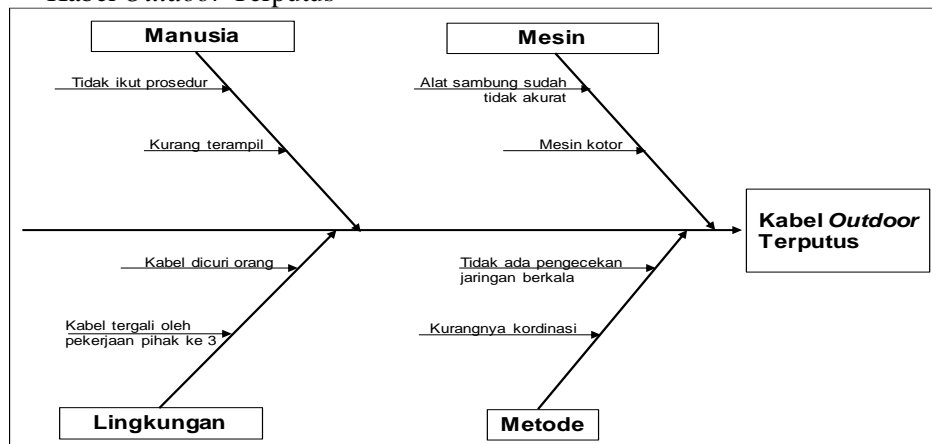 Kabel Outdoor Terputus
Manusia
Mesin
Tidak ikut prosedur
Alat sambung sudah
tidak akurat
Kurang terampil
Mesin kotor
Kabel Outdoor
Terputus
Kabel dicuri orang
Tidak ada pengecekan
jaringan berkala
Kabel tergali oleh
pekerjaan pihak ke 3
Kurangnya kordinasi
Lingkungan
Metode